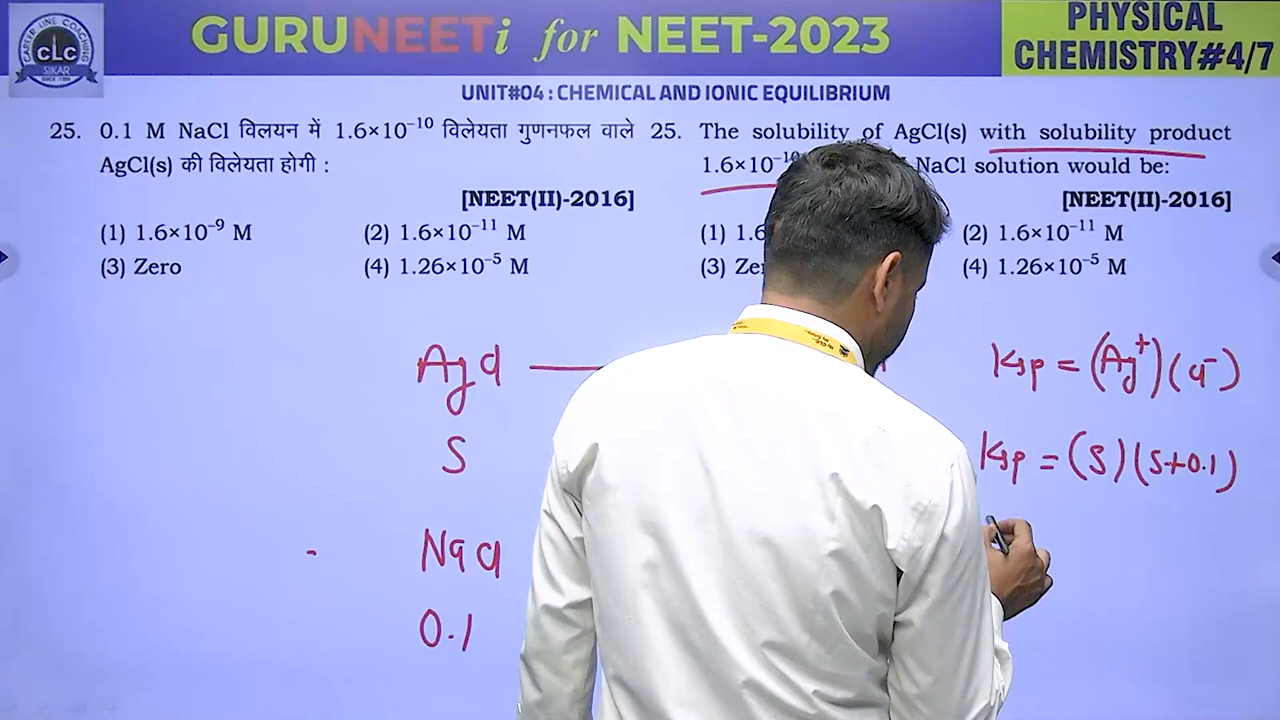 GURUNEETi for NEET-2023
PHYSICAL
CHEMISTRY#4/7
CAREER LINE COACHING
CLC
SIKAR
UNIT#04 : CHEMICAL AND IONIC EQUILIBRIUM
25. 0.1 M NaCl विलयन में 1.6×10⁻¹⁰ विलेयता गुणनफल वाले
AgCl(s) की विलेयता होगी :
[NEET(II)-2016]
(1) 1.6×10⁻⁹ M (2) 1.6×10⁻¹¹ M
(3) Zero (4) 1.26×10⁻⁵ M
25. The solubility of AgCl(s) with solubility product
1.6×10⁻¹⁰ NaCl solution would be:
[NEET(II)-2016]
(1) 1.6 (2) 1.6×10⁻¹¹ M
(3) (4) 1.26×10⁻⁵ M
AgCl
S
NaCl
0.1
Ksp = (Ag⁺)(Cl⁻)
Ksp = (S)(S+0.1)